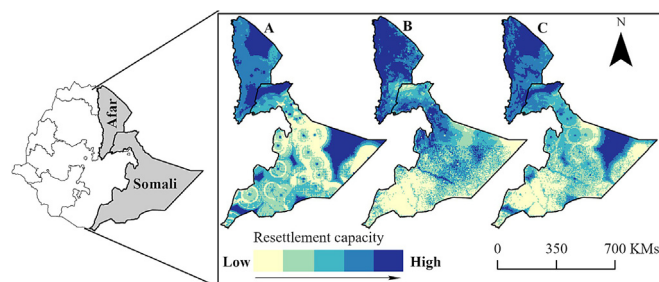 A
B
C
N
Afar
Somali
Resettlement capacity
Low
High
0 350 700 KMs